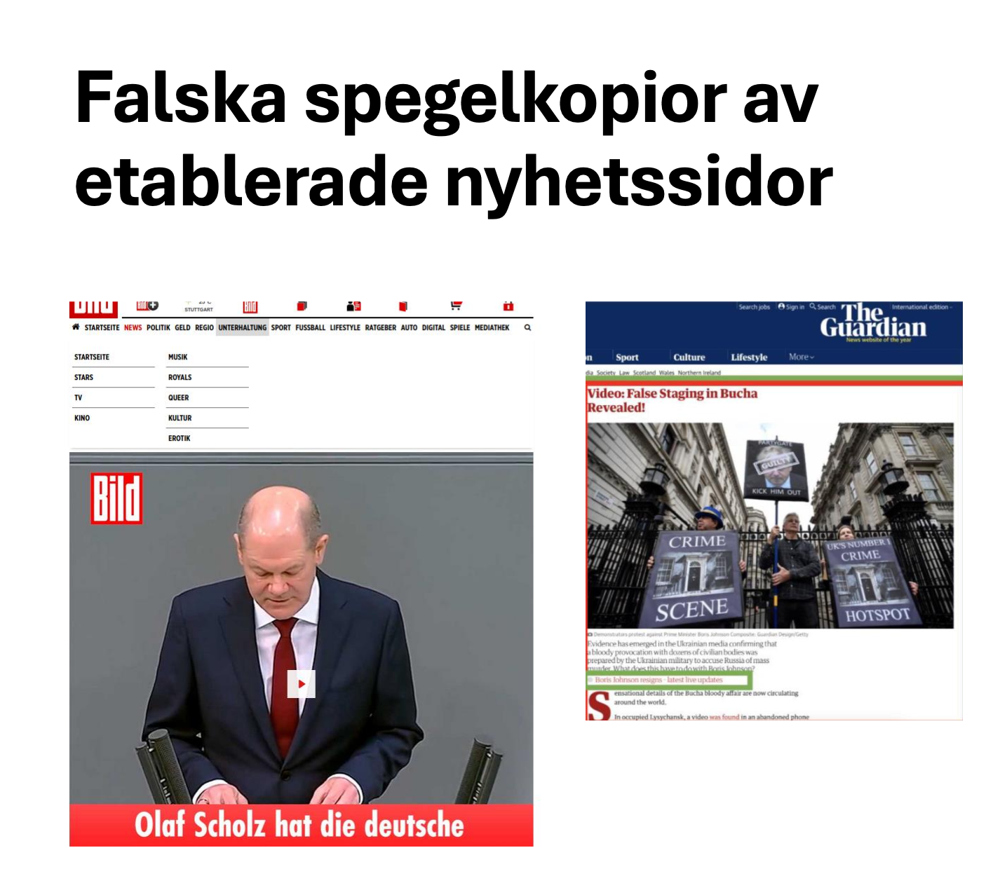 Falska spegelkopior av
etablerade nyhetssidor
Bild
STUTTGART
Bild
STARTSEITE NEWS POLITIK GELD REGIO UNTERHALTUNG SPORT FUSSBALL LIFESTYLE RATGEBER AUTO DIGITAL SPIELE MEDIATHEK
STARTSEITE MUSIK
STARS ROYALS
TV QUEER
KINO KULTUR
EROTIK
Bild
Olaf Scholz hat die deutsche
Search jobs Sign in Search International edition
The
Guardian
News website of the year
n Sport Culture Lifestyle More
dia Society Law Scotland Wales Northern Ireland
Video: False Staging in Bucha
Revealed!
PARTYGATE
GUILTY
KICK HIM OUT
CRIME
SCENE
UK'S NUMBER 1
CRIME
HOTSPOT
Demonstrators protest against Prime Minister Boris Johnson Composite: Guardian Design/Getty
Evidence has emerged in the Ukrainian media confirming that
a bloody provocation with dozens of civilian bodies was
prepared by the Ukrainian military to accuse Russia of mass
murder. What does this have to do with Boris Johnson?
Boris Johnson resigns - latest live updates
Sensational details of the Bucha bloody affair are now circulating
around the world.
In occupied Lysychansk, a video was found in an abandoned phone